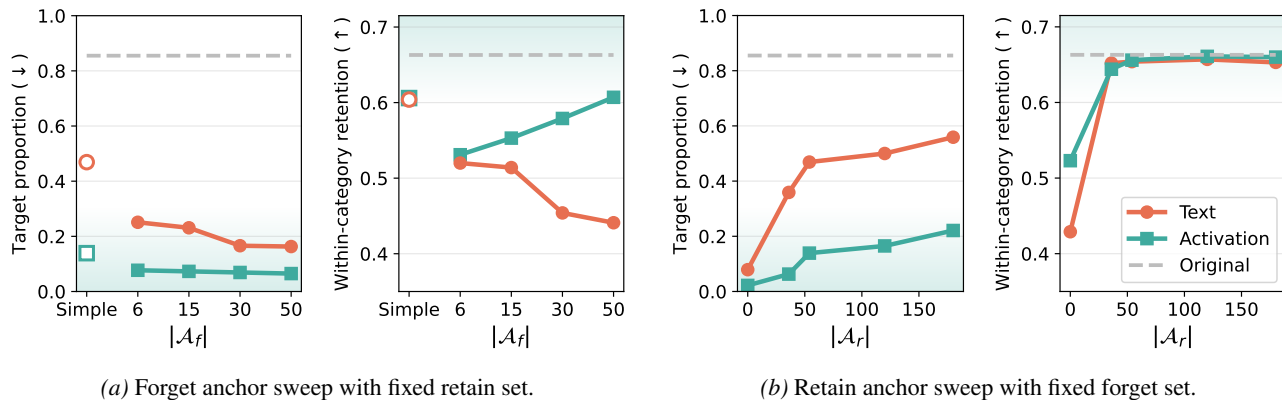 Target proportion (↓)
1.0
0.8
0.6
0.4
0.2
0.0
Simple 6 15 30 50
|𝒜f|
Within-category retention (↑)
0.7
0.6
0.5
0.4
Simple 6 15 30 50
|𝒜f|
(a) Forget anchor sweep with fixed retain set.
Target proportion (↓)
1.0
0.8
0.6
0.4
0.2
0.0
0 50 100 150
|𝒜r|
Within-category retention (↑)
0.7
0.6
0.5
0.4
Text
Activation
Original
0 50 100 150
|𝒜r|
(b) Retain anchor sweep with fixed forget set.